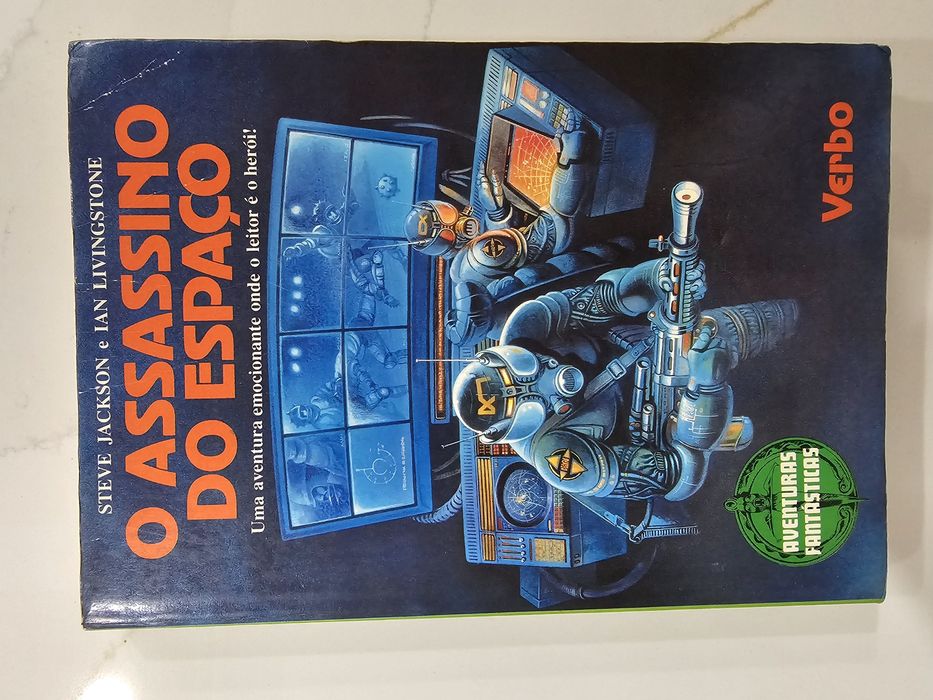 STEVE JACKSON e IAN LIVINGSTONE
O ASSASSINO
DO ESPAÇO
Uma aventura emocionante onde o leitor é o herói!
AVENTURAS
FANTÁSTICAS
Verbo